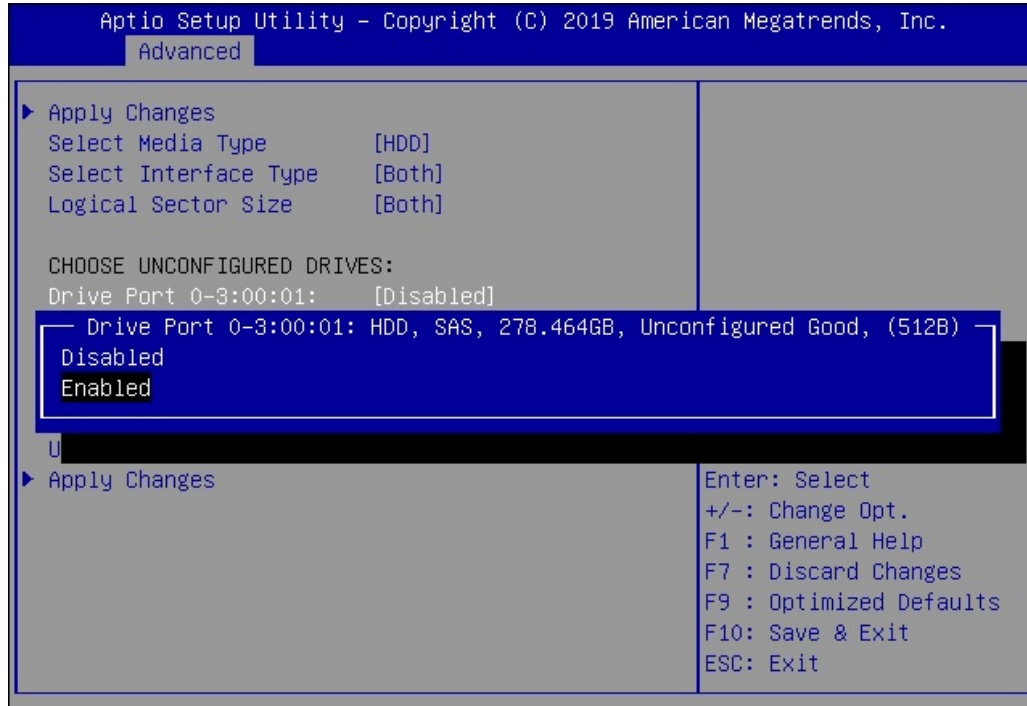 Aptio Setup Utility – Copyright (C) 2019 American Megatrends, Inc.
Advanced
Apply Changes
Select Media Type [HDD]
Select Interface Type [Both]
Logical Sector Size [Both]
CHOOSE UNCONFIGURED DRIVES:
Drive Port 0-3:00:01: [Disabled]
Drive Port 0-3:00:01: HDD, SAS, 278.464GB, Unconfigured Good, (512B)
Disabled
Enabled
U
Apply Changes
Enter: Select
+/-: Change Opt.
F1 : General Help
F7 : Discard Changes
F9 : Optimized Defaults
F10: Save & Exit
ESC: Exit